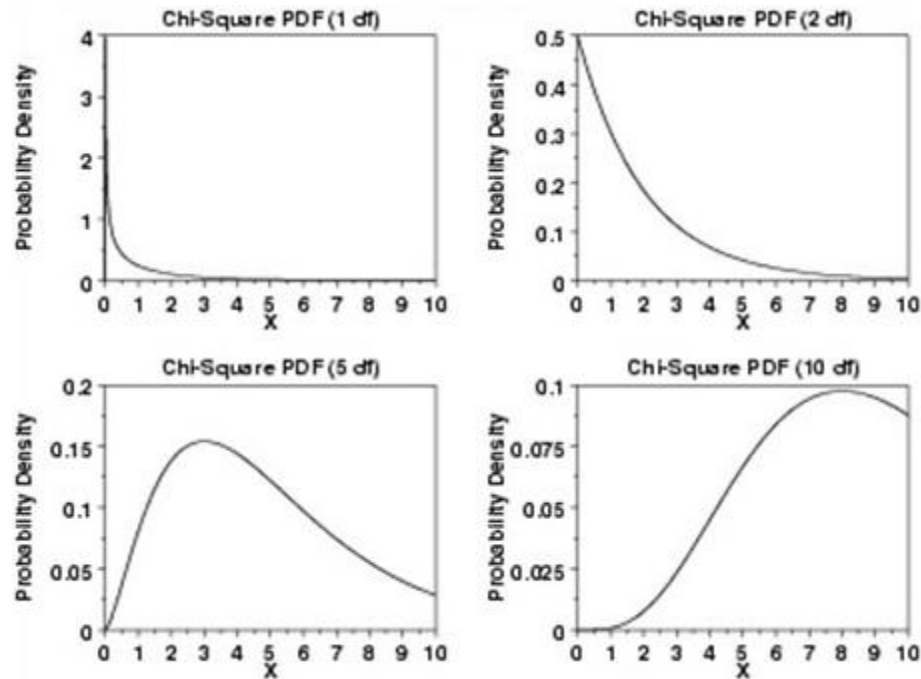 Chi-Square PDF (1 df)
4
3
2
1
0
Probability Density
0 1 2 3 4 5 6 7 8 9 10
X
Chi-Square PDF (2 df)
0.5
0.4
0.3
0.2
0.1
0
Probability Density
0 1 2 3 4 5 6 7 8 9 10
X
Chi-Square PDF (5 df)
0.2
0.15
0.1
0.05
0
Probability Density
0 1 2 3 4 5 6 7 8 9 10
X
Chi-Square PDF (10 df)
0.1
0.075
0.05
0.025
0
Probability Density
0 1 2 3 4 5 6 7 8 9 10
X